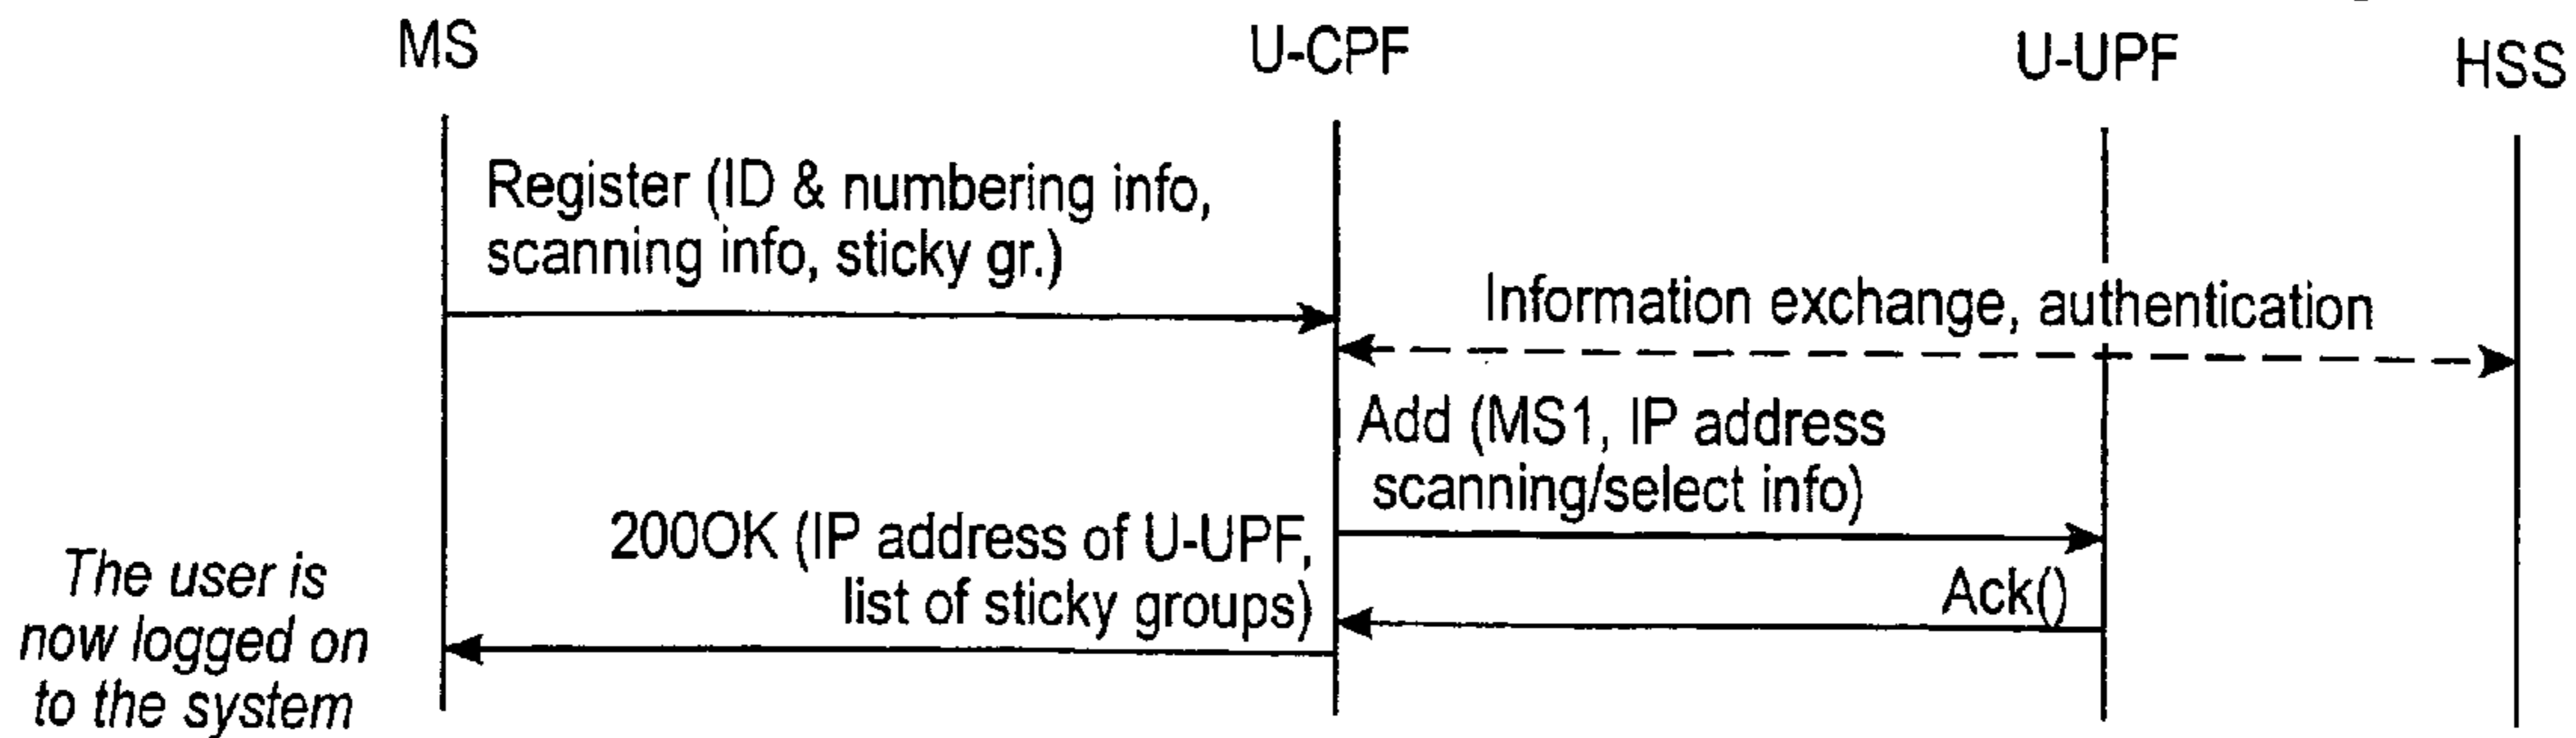 MS
U-CPF
U-UPF
HSS
Register (ID & numbering info,
scanning info, sticky gr.)
Information exchange, authentication
Add (MS1, IP address
scanning/select info)
200OK (IP address of U-UPF,
list of sticky groups)
Ack()
The user is
now logged on
to the system